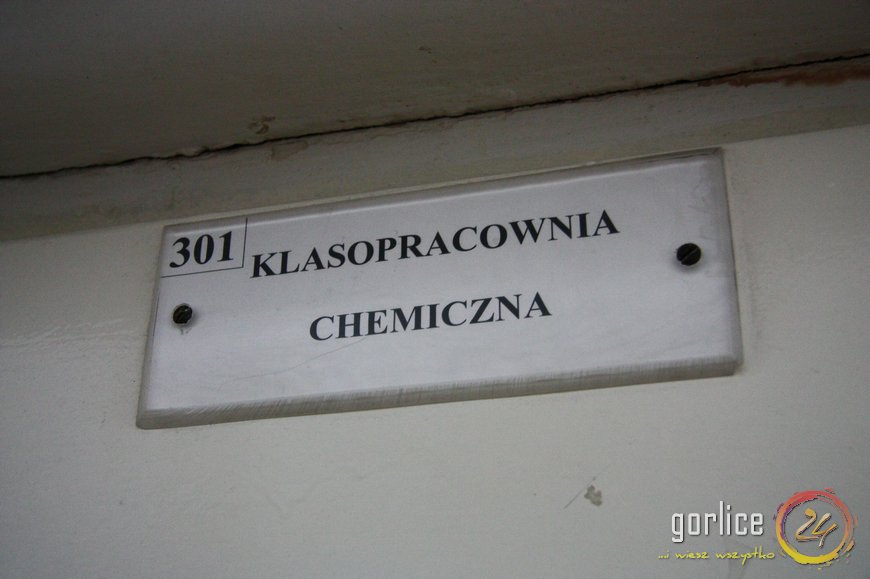 301
KLASOPRACOWNIA
CHEMICZNA
gorlice 24
...i wiesz wszystko